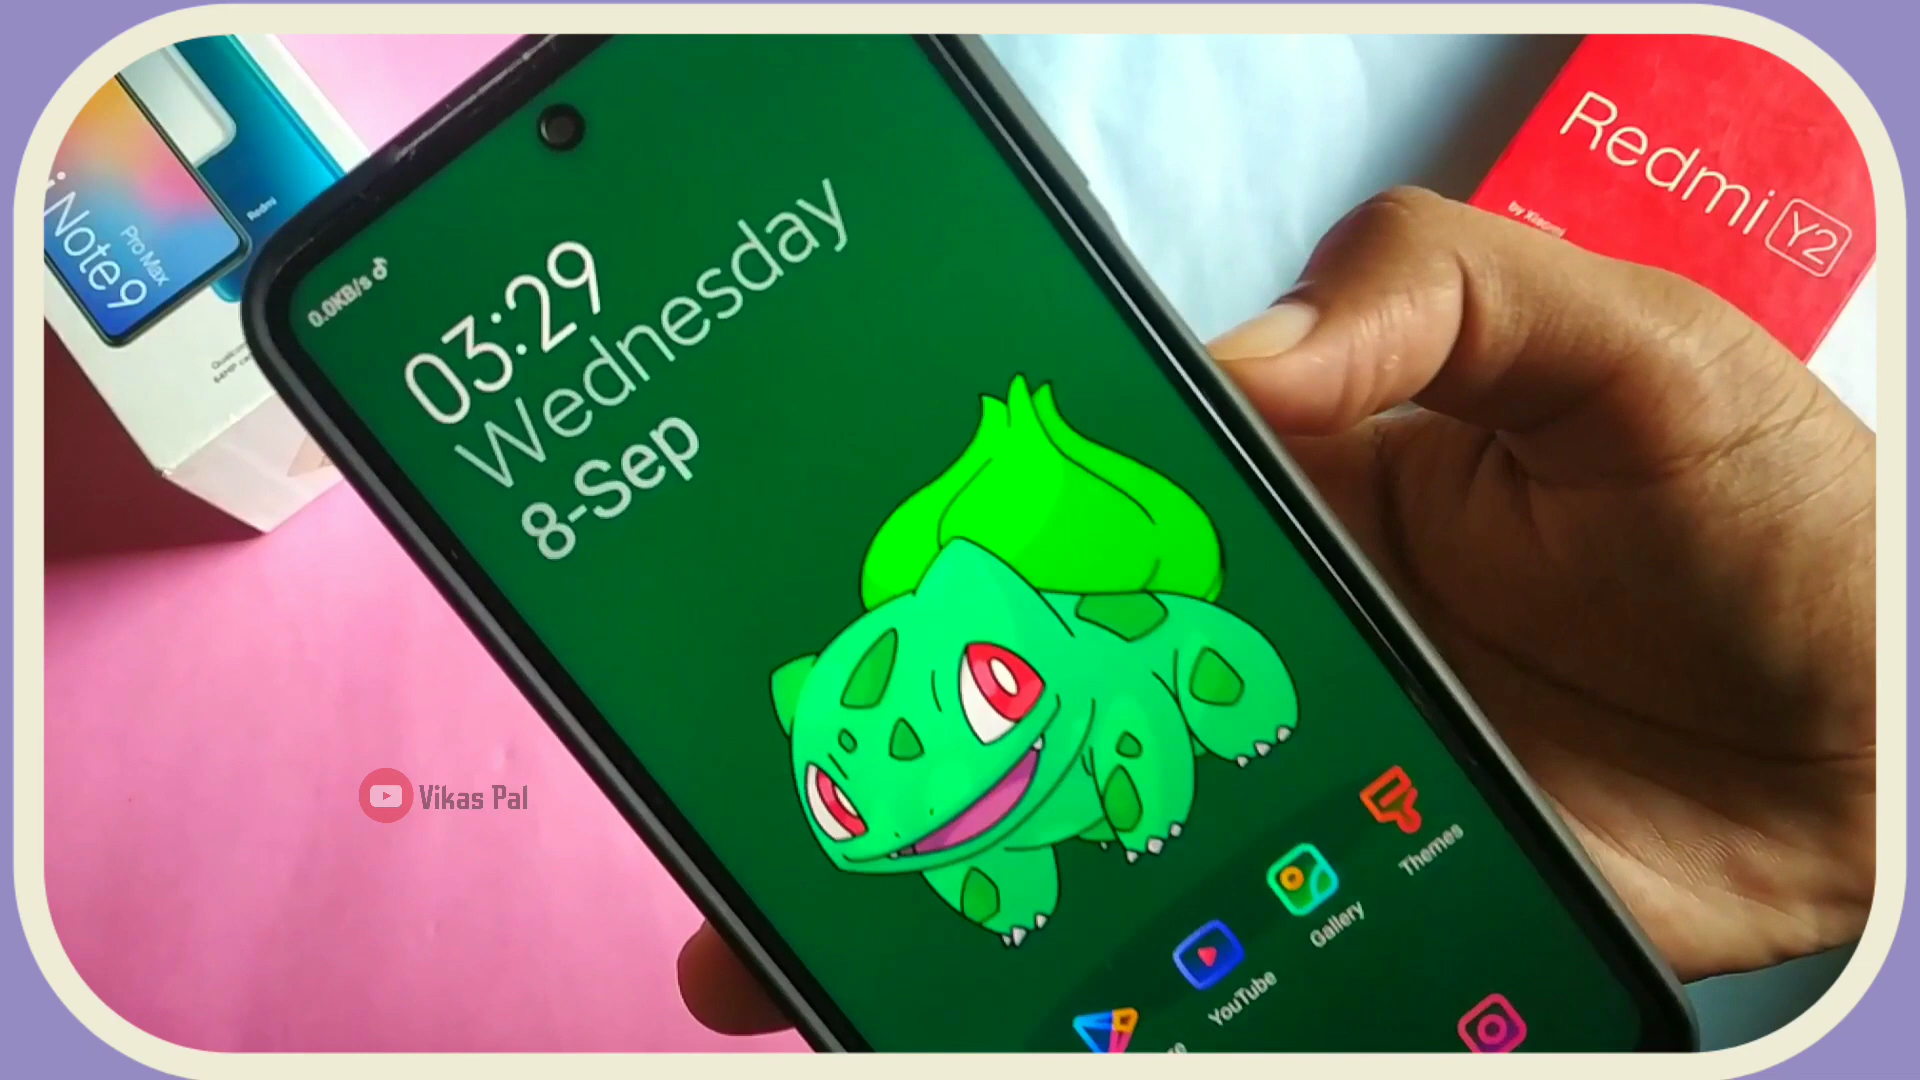 Redmi Y2
by Xiaomi
i Note 9
Pro Max
Redmi
0.0KB/s
03:29
Wednesday
8-Sep
Vikas Pal
Themes
Gallery
YouTube